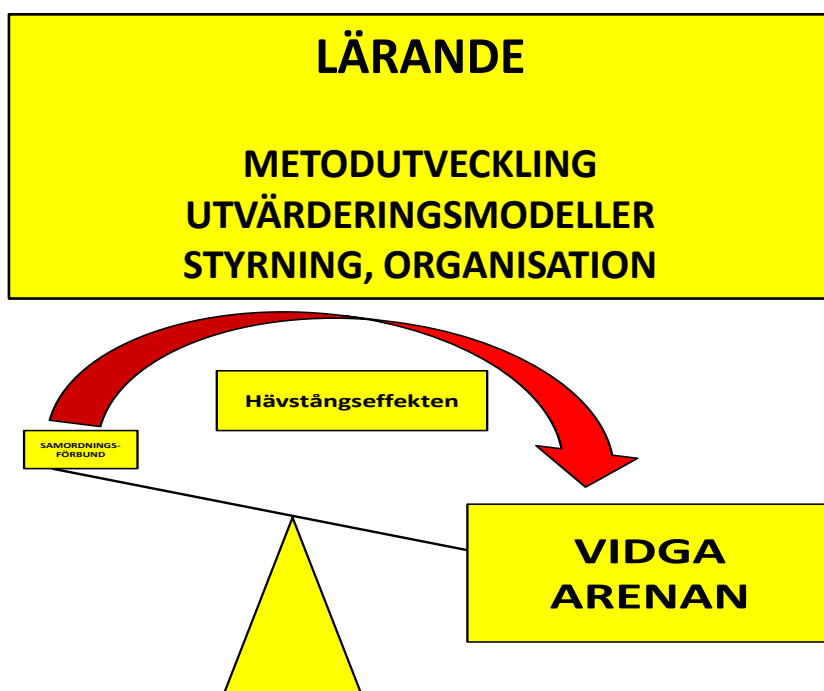 LÄRANDE
METODUTVECKLING
UTVÄRDERINGSMODELLER
STYRNING, ORGANISATION
Hävstångseffekten
SAMORDNINGS-
FÖRBUND
VIDGA
ARENAN